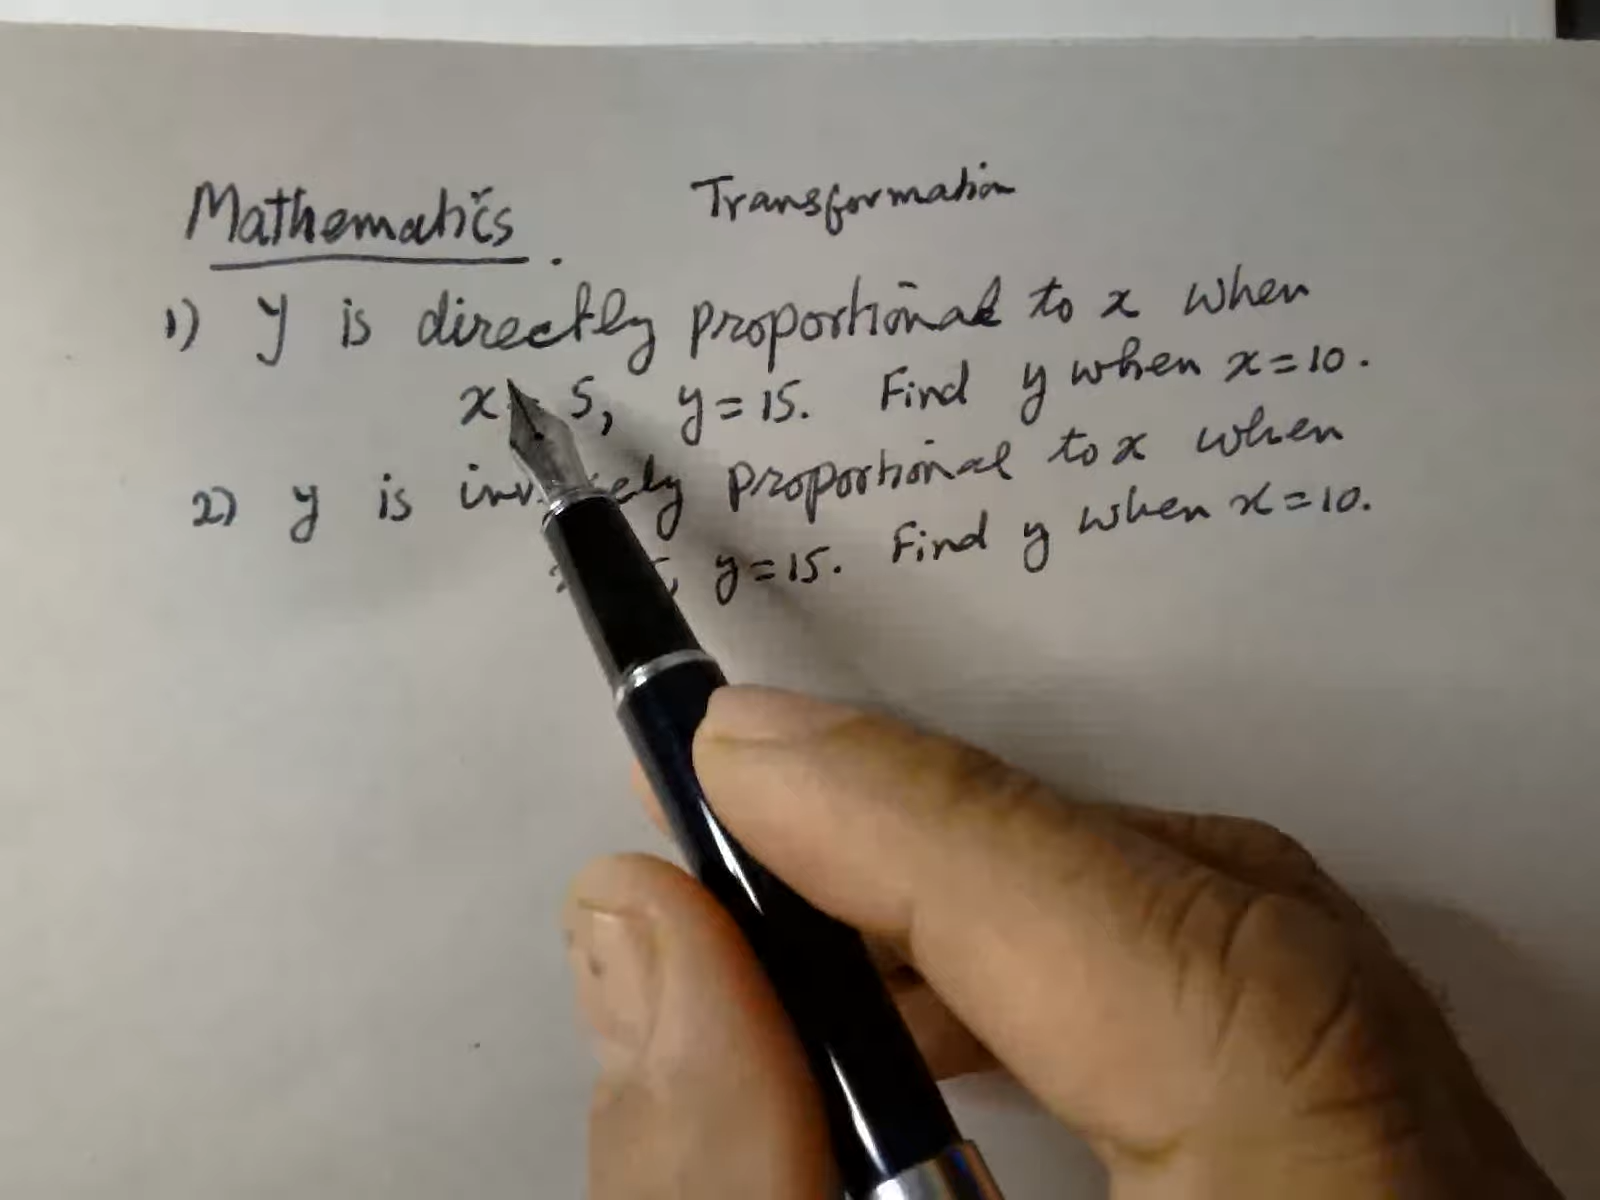 Mathematics.
Transformation
1) y is directly proportional to x when
x 5, y = 15. Find y when x = 10.
2) y is proportional to x when
y = 15. Find y when x = 10.